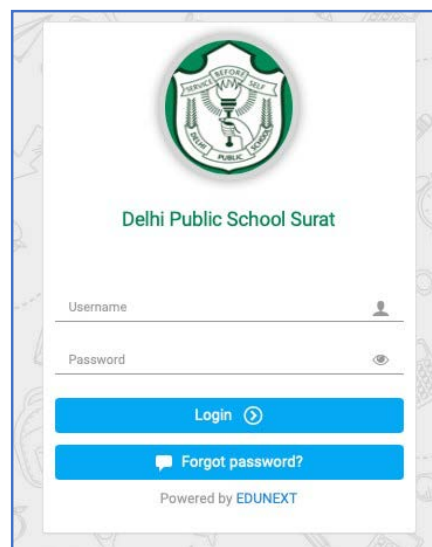 SERVICE BEFORE SELF
DELHI PUBLIC SCHOOL
Delhi Public School Surat
Username
Password
Login
Forgot password?
Powered by EDUNEXT